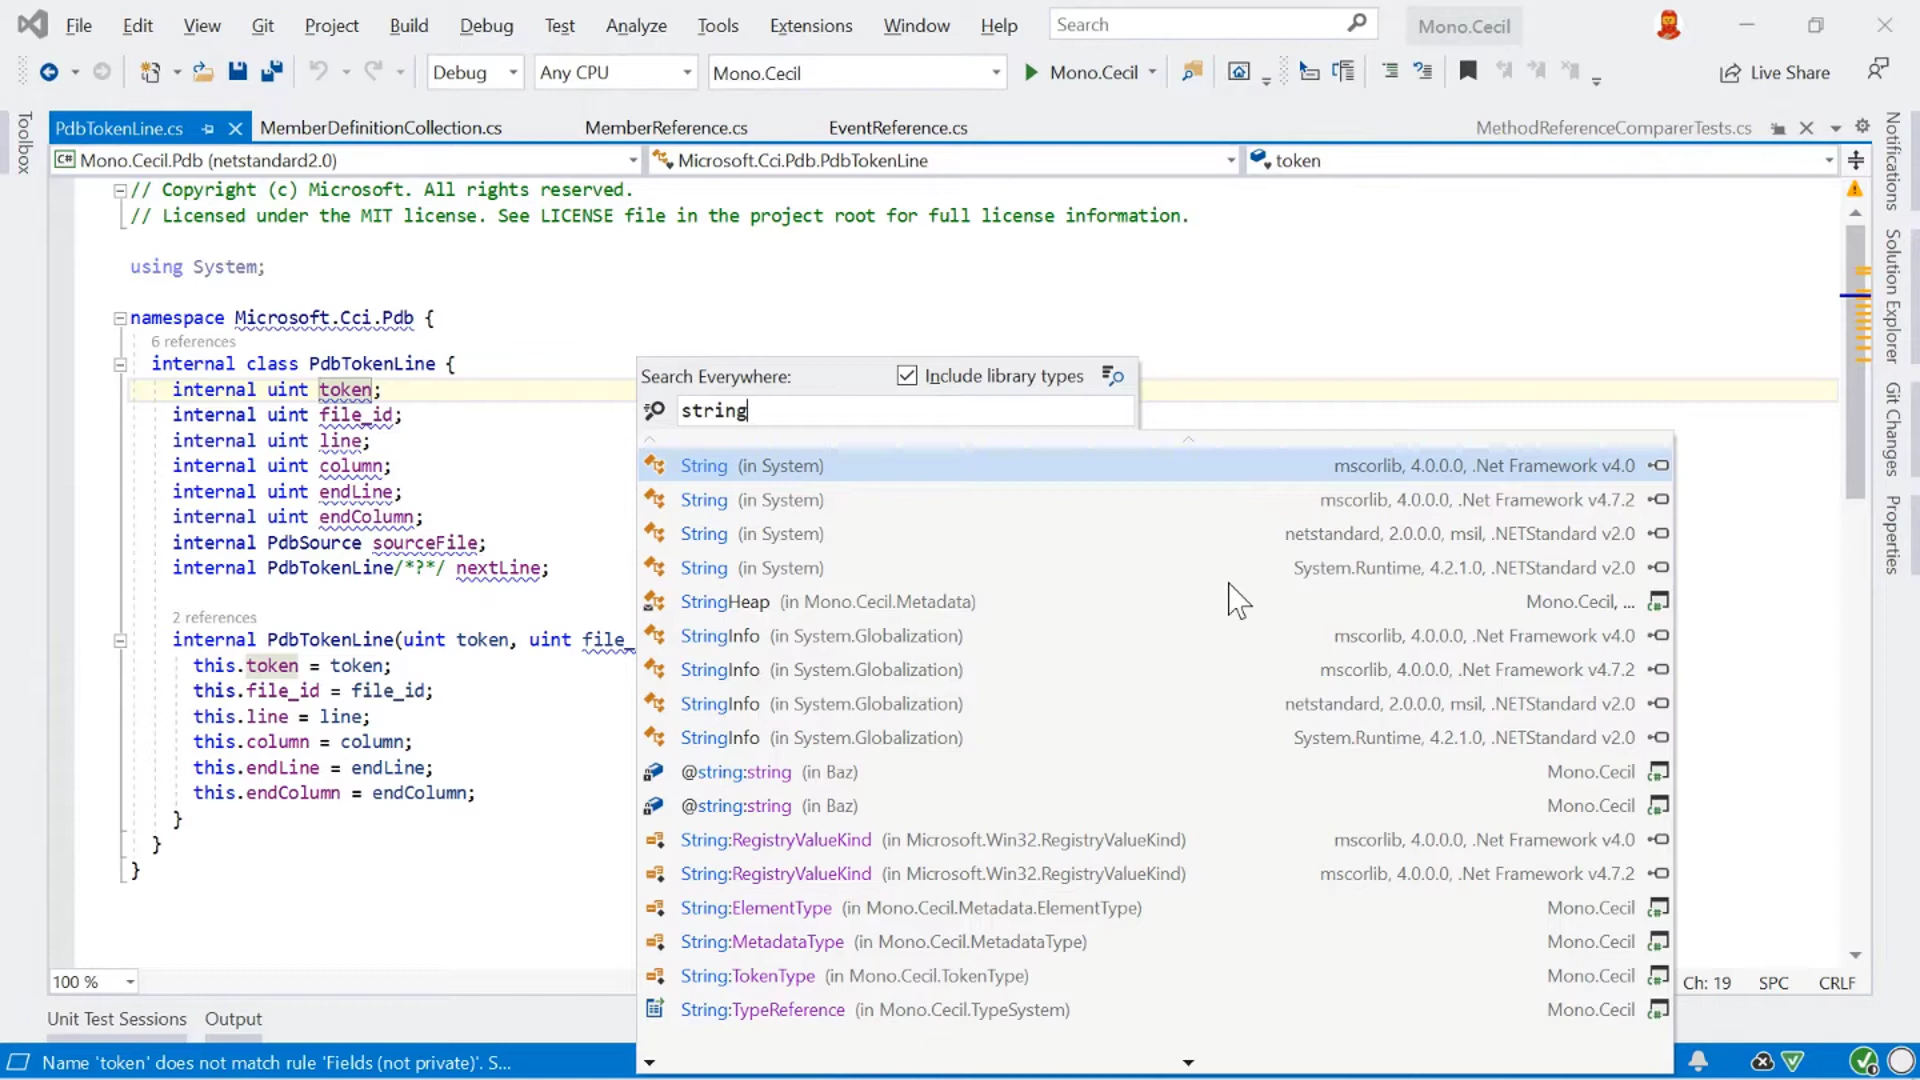 File Edit View Git Project Build Debug Test Analyze Tools Extensions Window Help Search Mono.Cecil
Debug Any CPU Mono.Cecil Mono.Cecil Live Share
PdbTokenLine.cs MemberDefinitionCollection.cs MemberReference.cs EventReference.cs MethodReferenceComparerTests.cs
C# Mono.Cecil.Pdb (netstandard2.0) Microsoft.Cci.Pdb.PdbTokenLine token
Toolbox
// Copyright (c) Microsoft. All rights reserved.
// Licensed under the MIT license. See LICENSE file in the project root for full license information.
using System;
namespace Microsoft.Cci.Pdb {
6 references
internal class PdbTokenLine {
internal uint token;
internal uint file_id;
internal uint line;
internal uint column;
internal uint endLine;
internal uint endColumn;
internal PdbSource sourceFile;
internal PdbTokenLine/*?*/ nextLine;
2 references
internal PdbTokenLine(uint token, uint file_
this.token = token;
this.file_id = file_id;
this.line = line;
this.column = column;
this.endLine = endLine;
this.endColumn = endColumn;
}
}
}
Search Everywhere: Include library types
string
String (in System) mscorlib, 4.0.0.0, .Net Framework v4.0
String (in System) mscorlib, 4.0.0.0, .Net Framework v4.7.2
String (in System) netstandard, 2.0.0.0, msil, .NETStandard v2.0
String (in System) System.Runtime, 4.2.1.0, .NETStandard v2.0
StringHeap (in Mono.Cecil.Metadata) Mono.Cecil, ...
StringInfo (in System.Globalization) mscorlib, 4.0.0.0, .Net Framework v4.0
StringInfo (in System.Globalization) mscorlib, 4.0.0.0, .Net Framework v4.7.2
StringInfo (in System.Globalization) netstandard, 2.0.0.0, msil, .NETStandard v2.0
StringInfo (in System.Globalization) System.Runtime, 4.2.1.0, .NETStandard v2.0
@string:string (in Baz) Mono.Cecil
@string:string (in Baz) Mono.Cecil
String:RegistryValueKind (in Microsoft.Win32.RegistryValueKind) mscorlib, 4.0.0.0, .Net Framework v4.0
String:RegistryValueKind (in Microsoft.Win32.RegistryValueKind) mscorlib, 4.0.0.0, .Net Framework v4.7.2
String:ElementType (in Mono.Cecil.Metadata.ElementType) Mono.Cecil
String:MetadataType (in Mono.Cecil.MetadataType) Mono.Cecil
String:TokenType (in Mono.Cecil.TokenType) Mono.Cecil
String:TypeReference (in Mono.Cecil.TypeSystem) Mono.Cecil
Notifications
Solution Explorer
Git Changes
Properties
100 % Ch: 19 SPC CRLF
Unit Test Sessions Output
Name 'token' does not match rule 'Fields (not private)'. S...